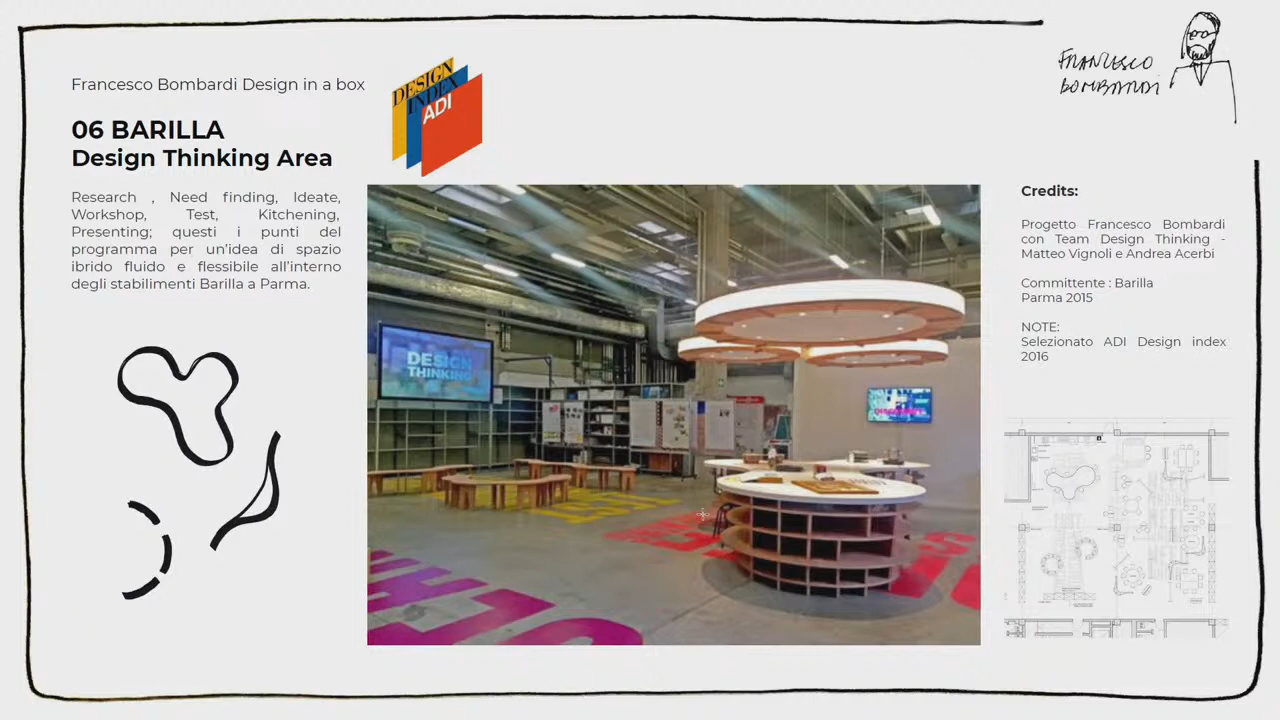 Francesco Bombardi Design in a box
DESIGN
INDEX
ADI
FRANCESCO
BOMBARDI
06 BARILLA
Design Thinking Area
Research , Need finding, Ideate,
Workshop, Test, Kitchening,
Presenting; questi i punti del
programma per un'idea di spazio
ibrido fluido e flessibile all'interno
degli stabilimenti Barilla a Parma.
DESIGN
THINKING
Credits:
Progetto Francesco Bombardi
con Team Design Thinking -
Matteo Vignoli e Andrea Acerbi
Committente : Barilla
Parma 2015
NOTE:
Selezionato ADI Design index
2016